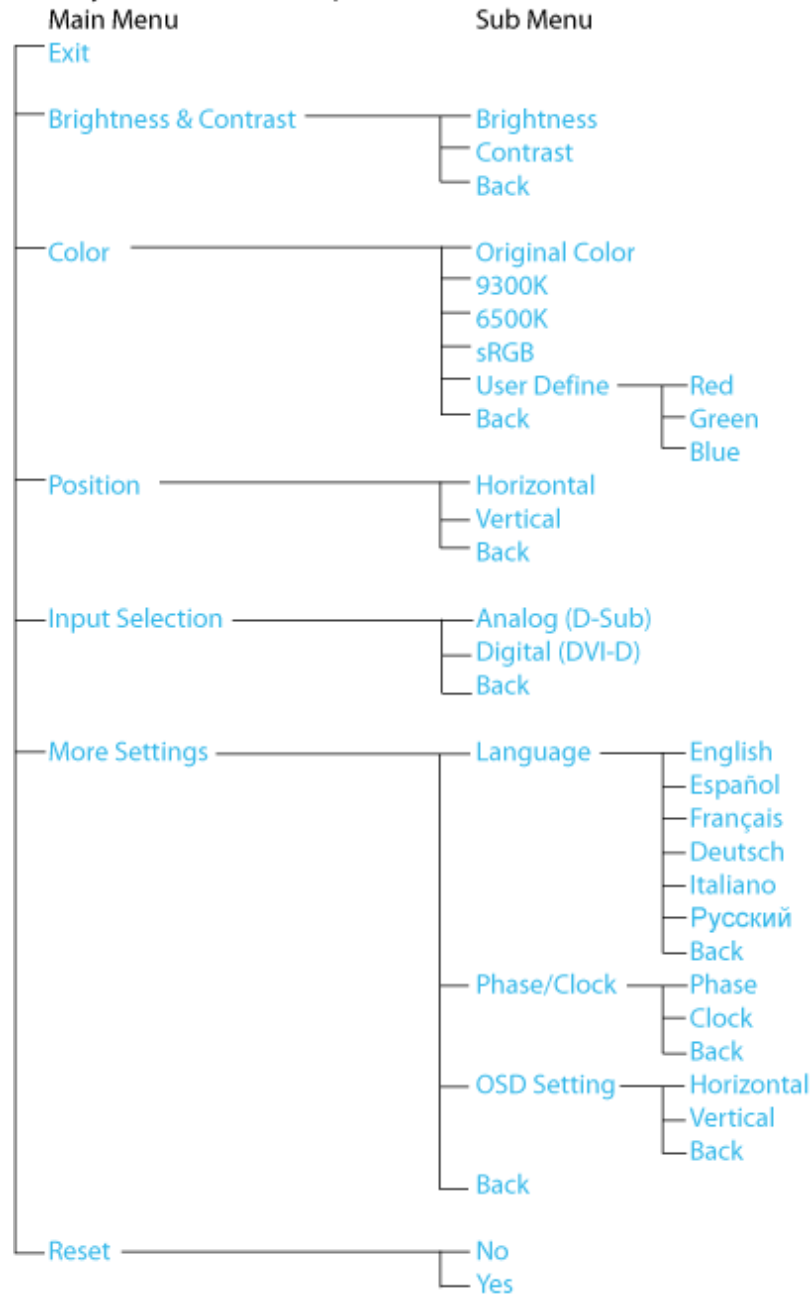 Main Menu Sub Menu
Exit
Brightness & Contrast Brightness
Contrast
Back
Color Original Color
9300K
6500K
sRGB
User Define Red
Back Green
Blue
Position Horizontal
Vertical
Back
Input Selection Analog (D-Sub)
Digital (DVI-D)
Back
More Settings Language English
Español
Français
Deutsch
Italiano
Русский
Back
Phase/Clock Phase
Clock
Back
OSD Setting Horizontal
Vertical
Back
Back
Reset No
Yes